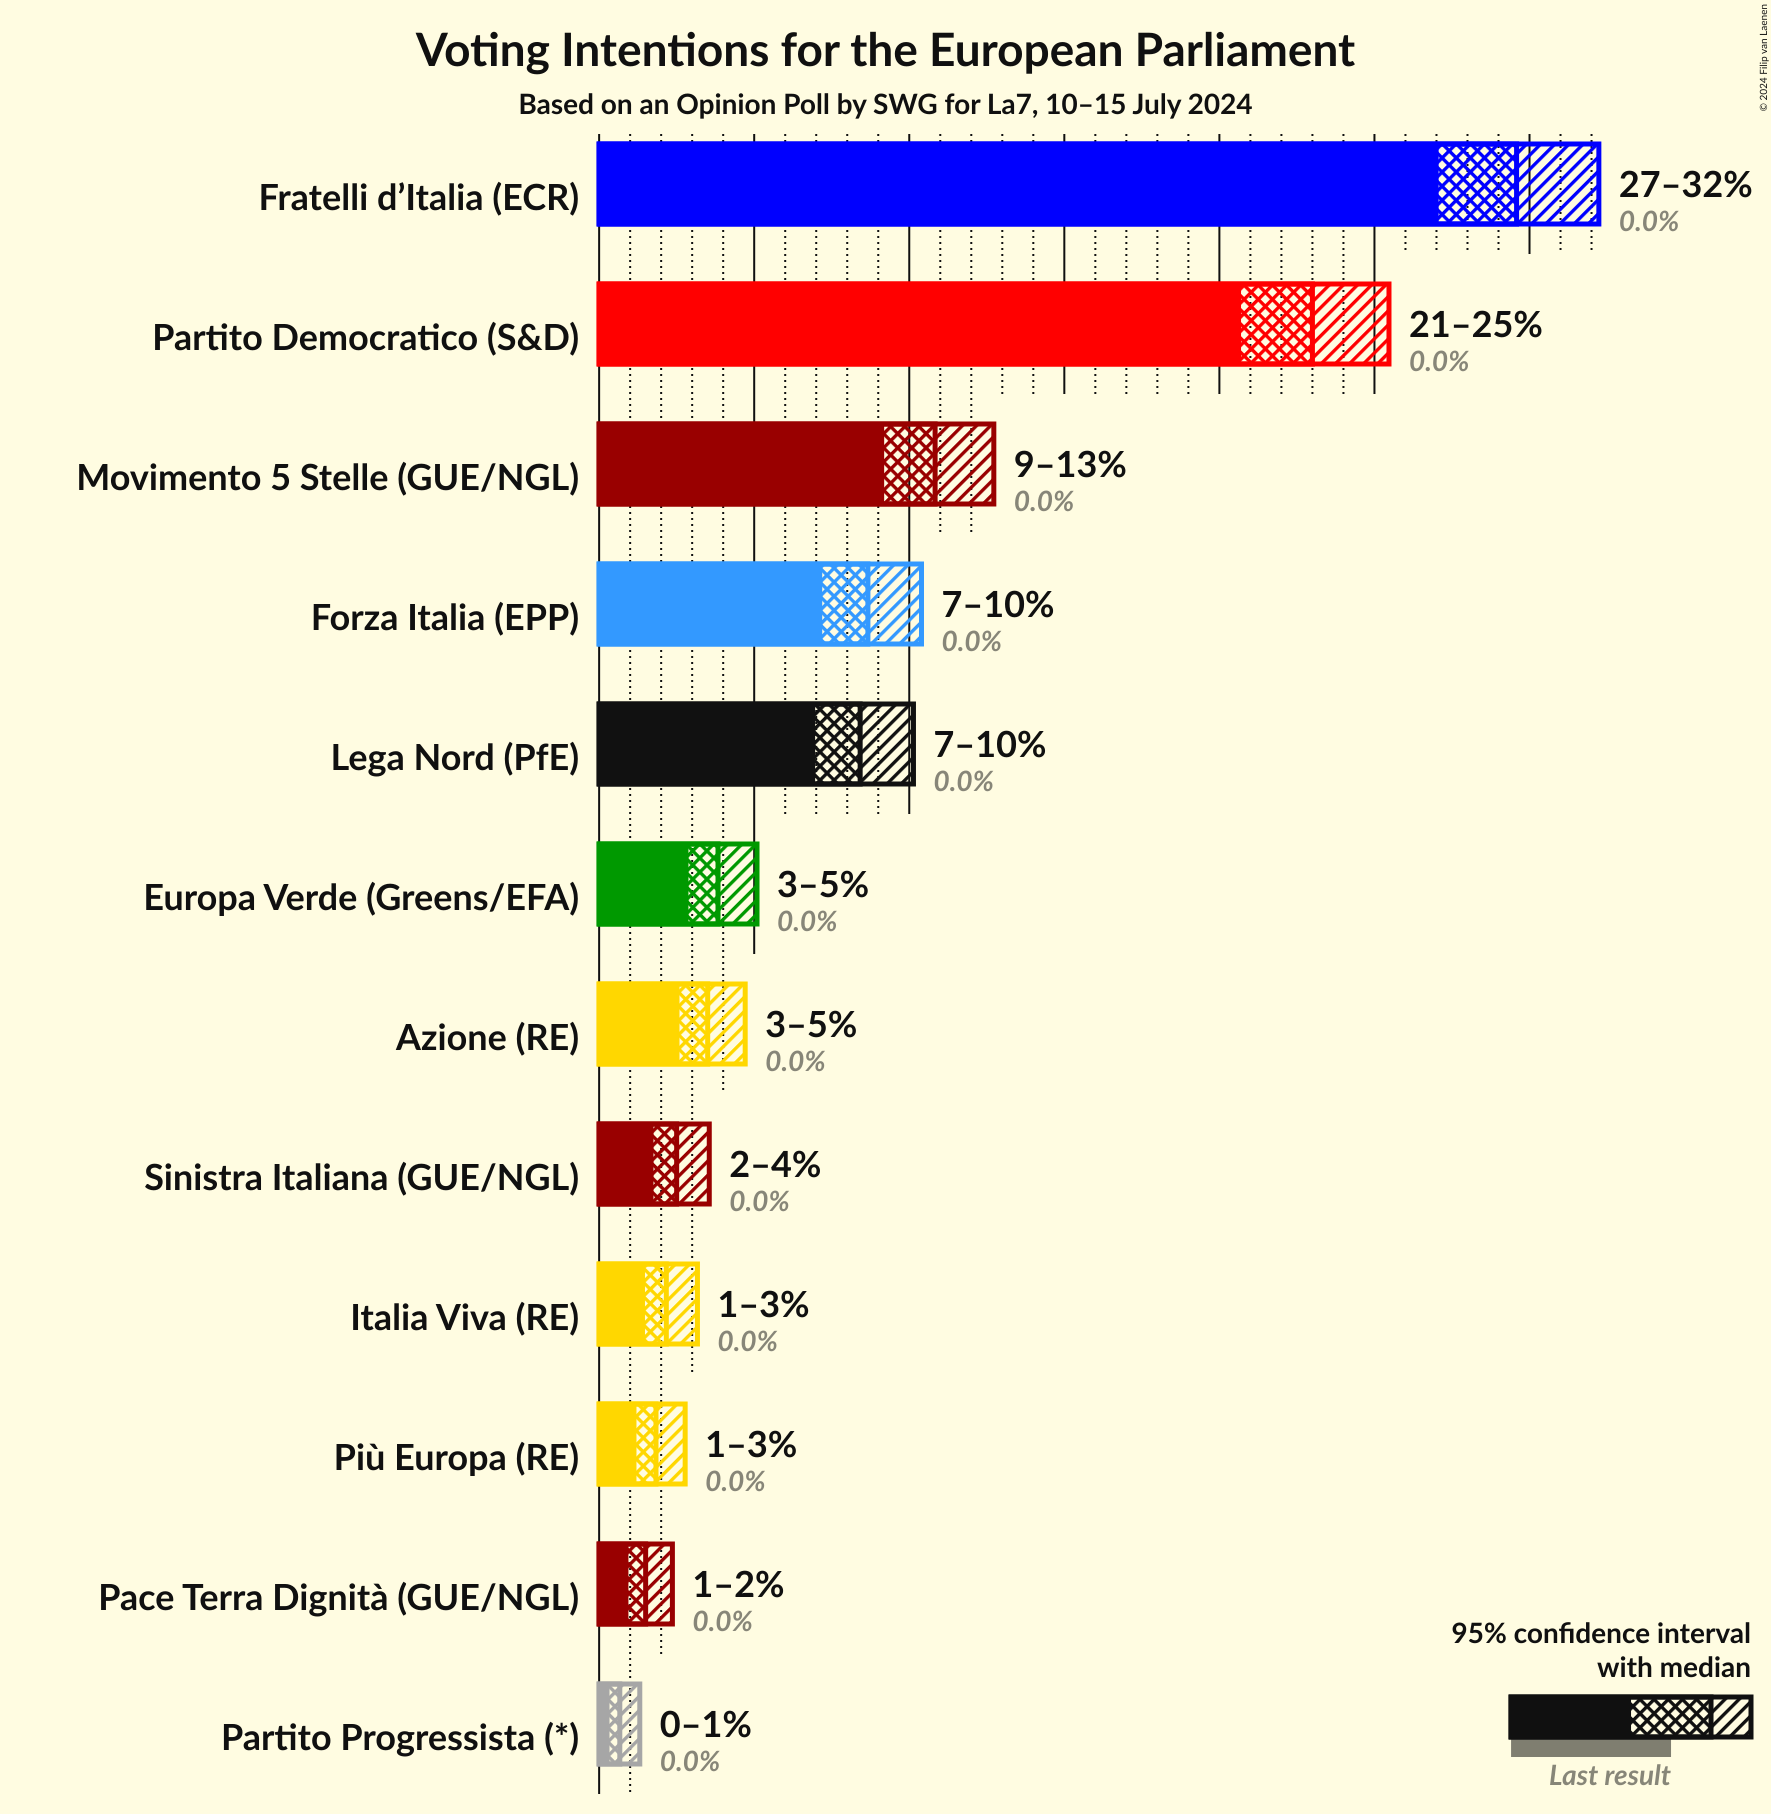 Voting Intentions for the European Parliament
Based on an Opinion Poll by SWG for La7, 10–15 July 2024
© 2024 Filip van Laenen
Fratelli d’Italia (ECR)
27–32%
0.0%
Partito Democratico (S&D)
21–25%
0.0%
Movimento 5 Stelle (GUE/NGL)
9–13%
0.0%
Forza Italia (EPP)
7–10%
0.0%
Lega Nord (PfE)
7–10%
0.0%
Europa Verde (Greens/EFA)
3–5%
0.0%
Azione (RE)
3–5%
0.0%
Sinistra Italiana (GUE/NGL)
2–4%
0.0%
Italia Viva (RE)
1–3%
0.0%
Più Europa (RE)
1–3%
0.0%
Pace Terra Dignità (GUE/NGL)
1–2%
0.0%
Partito Progressista (*)
0–1%
0.0%
95% confidence interval
with median
Last result